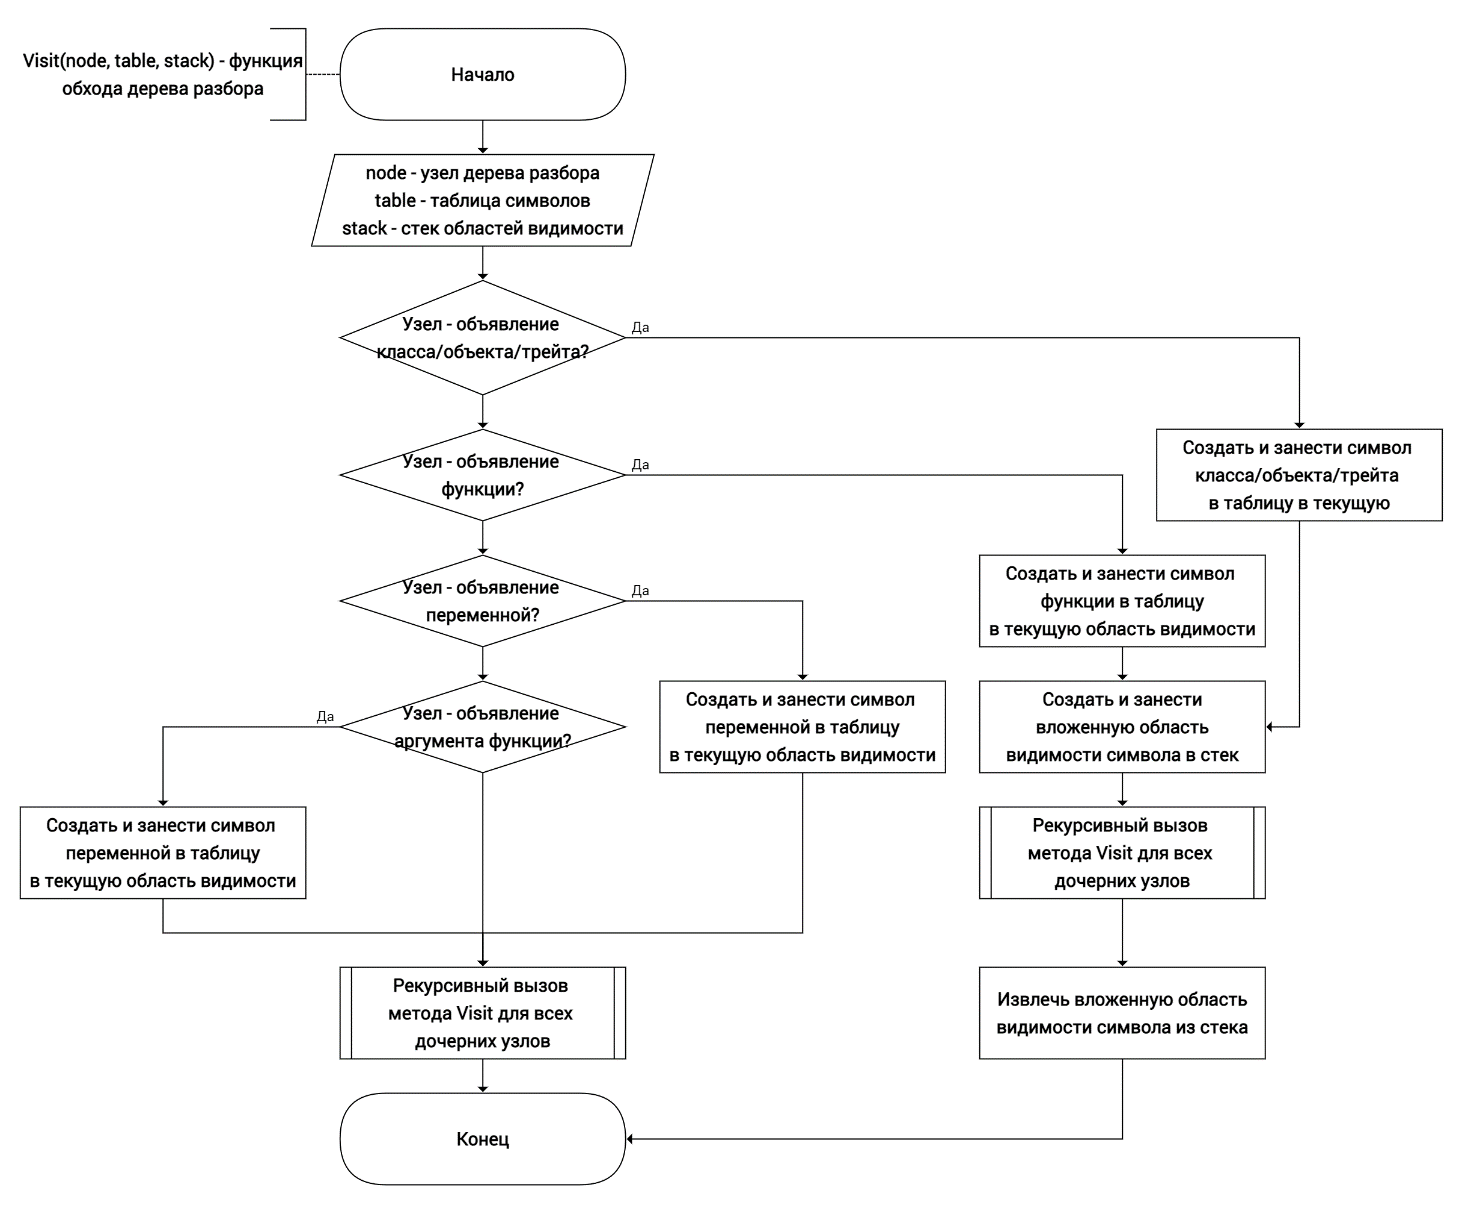 Visit(node, table, stack) - функция
обхода дерева разбора
Начало
node - узел дерева разбора
table - таблица символов
stack - стек областей видимости
Узел - объявление
класса/объекта/трейта?
Да
Узел - объявление
функции?
Да
Создать и занести символ
класса/объекта/трейта
в таблицу в текущую
Узел - объявление
переменной?
Да
Создать и занести символ
функции в таблицу
в текущую область видимости
Узел - объявление
аргумента функции?
Да
Создать и занести символ
переменной в таблицу
в текущую область видимости
Создать и занести
вложенную область
видимости символа в стек
Создать и занести символ
переменной в таблицу
в текущую область видимости
Рекурсивный вызов
метода Visit для всех
дочерних узлов
Рекурсивный вызов
метода Visit для всех
дочерних узлов
Извлечь вложенную область
видимости символа из стека
Конец